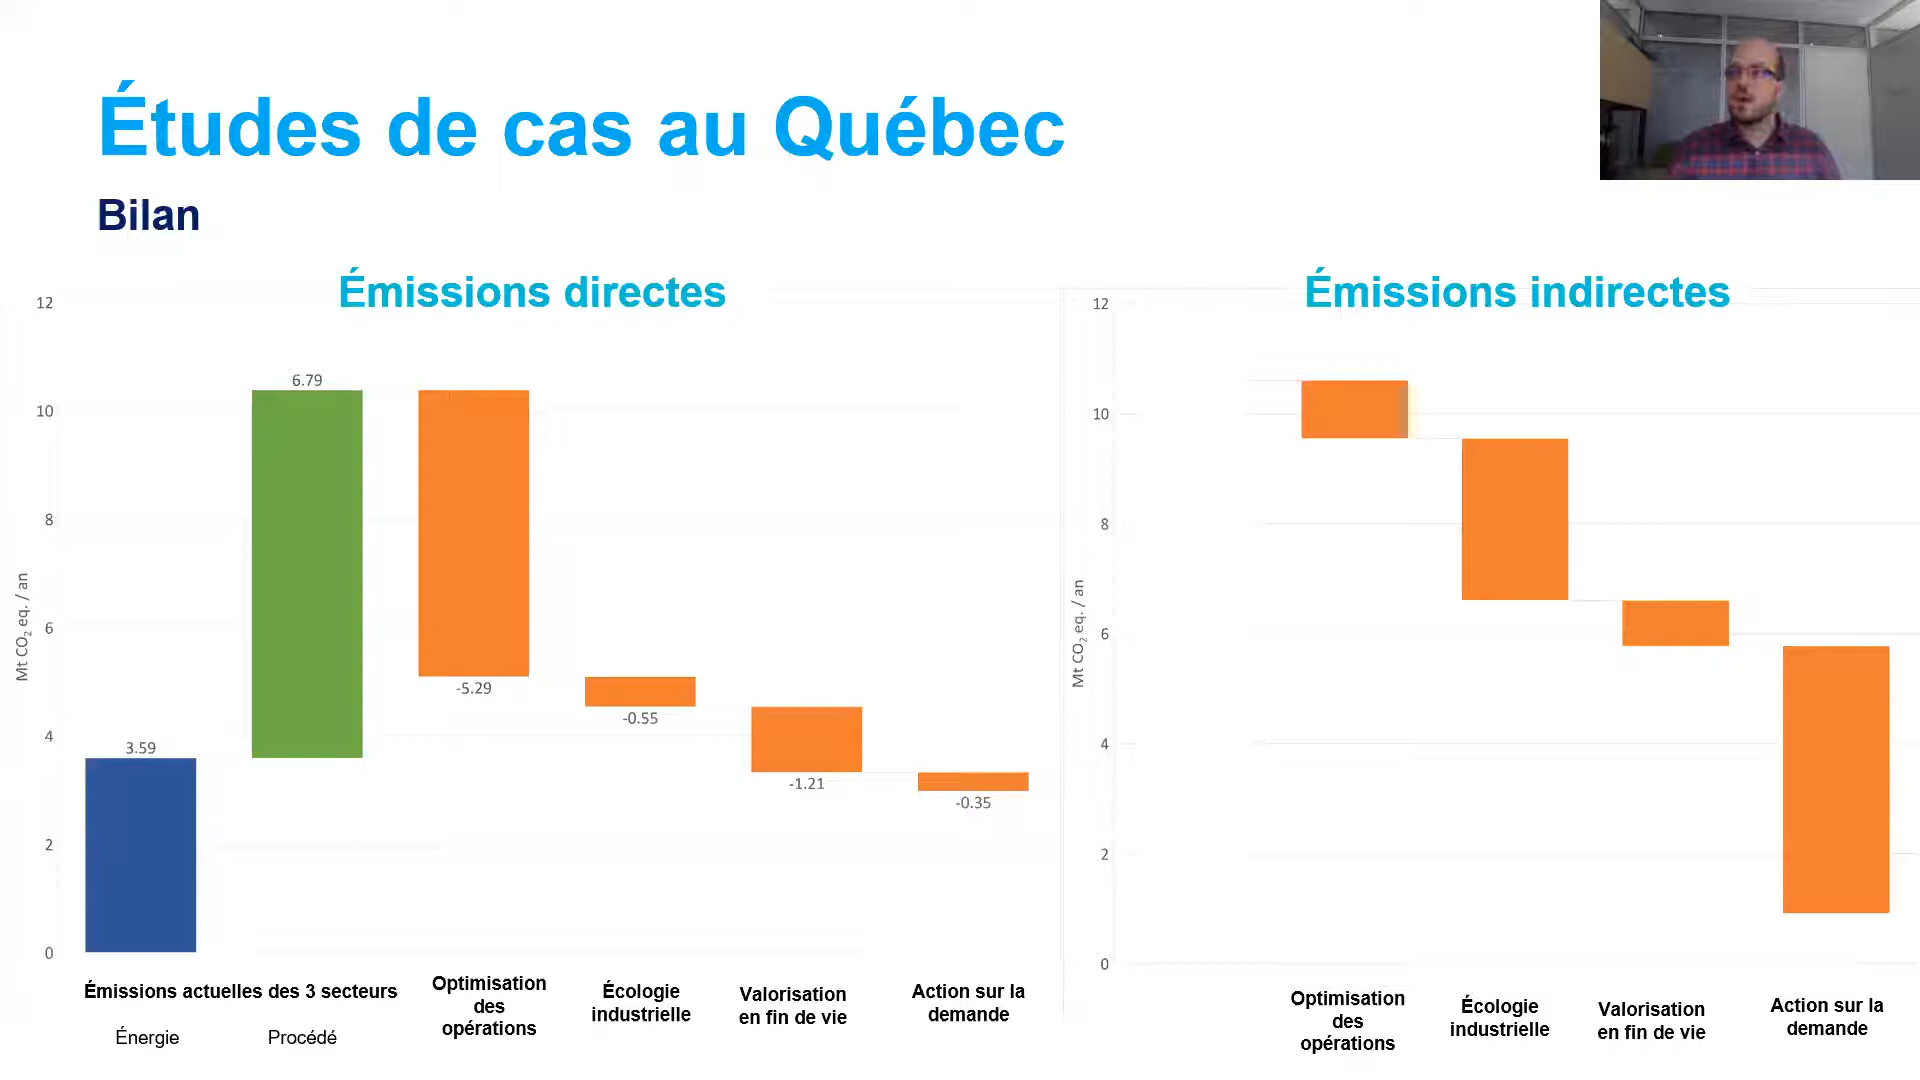 Études de cas au Québec
Bilan
Émissions directes
12
10
8
6
4
2
0
Mt CO₂ eq. / an
3.59
6.79
-5.29
-0.55
-1.21
-0.35
Émissions actuelles des 3 secteurs
Énergie
Procédé
Optimisation
des
opérations
Écologie
industrielle
Valorisation
en fin de vie
Action sur la
demande
Émissions indirectes
12
10
8
6
4
2
0
Mt CO₂ eq. / an
Optimisation
des
opérations
Écologie
industrielle
Valorisation
en fin de vie
Action sur la
demande